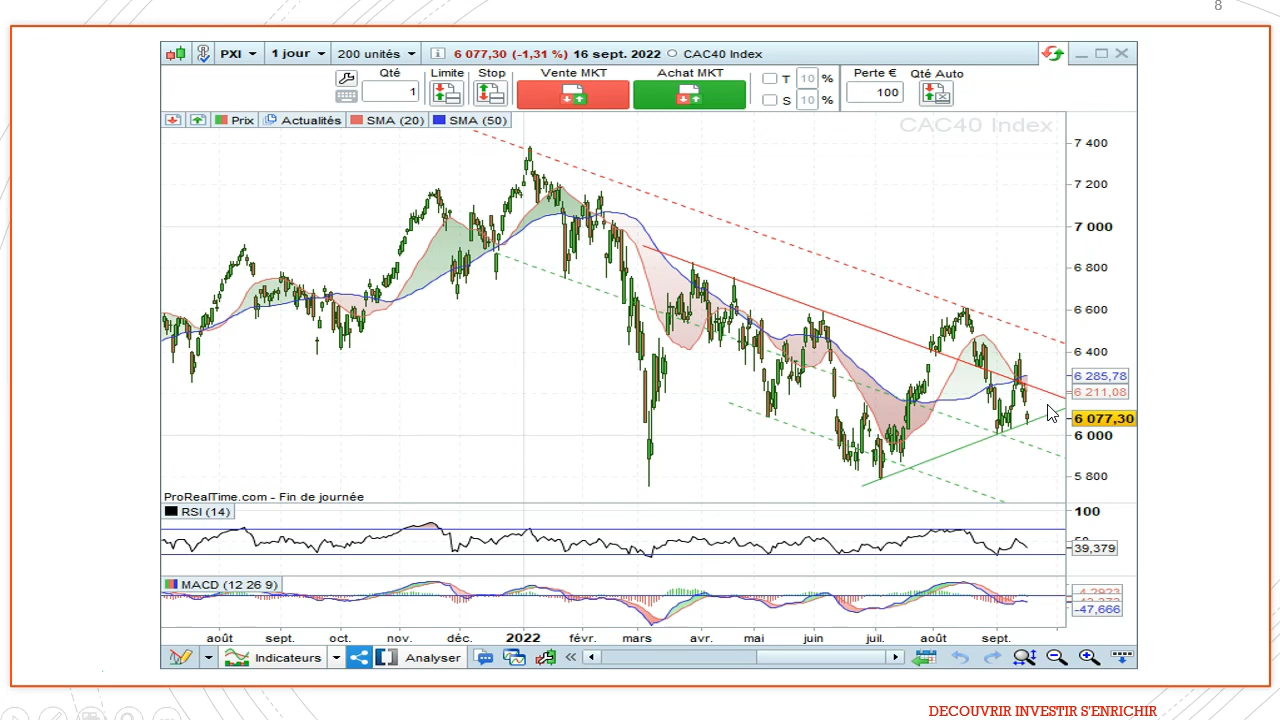 8
PXI 1 jour 200 unités 6 077,30 (-1,31 %) 16 sept. 2022 CAC40 Index
Qté Limite Stop Vente MKT Achat MKT T 10 % Perte € Qté Auto
1 S 10 % 100
Prix Actualités SMA (20) SMA (50)
CAC40 Index
7 400
7 200
7 000
6 800
6 600
6 400
6 285,78
6 211,08
6 077,30
6 000
5 800
ProRealTime.com - Fin de journée
RSI (14)
100
39,379
MACD (12 26 9)
-47,666
août sept. oct. nov. déc. 2022 févr. mars avr. mai juin juil. août sept.
Indicateurs Analyser
DECOUVRIR INVESTIR S'ENRICHIR